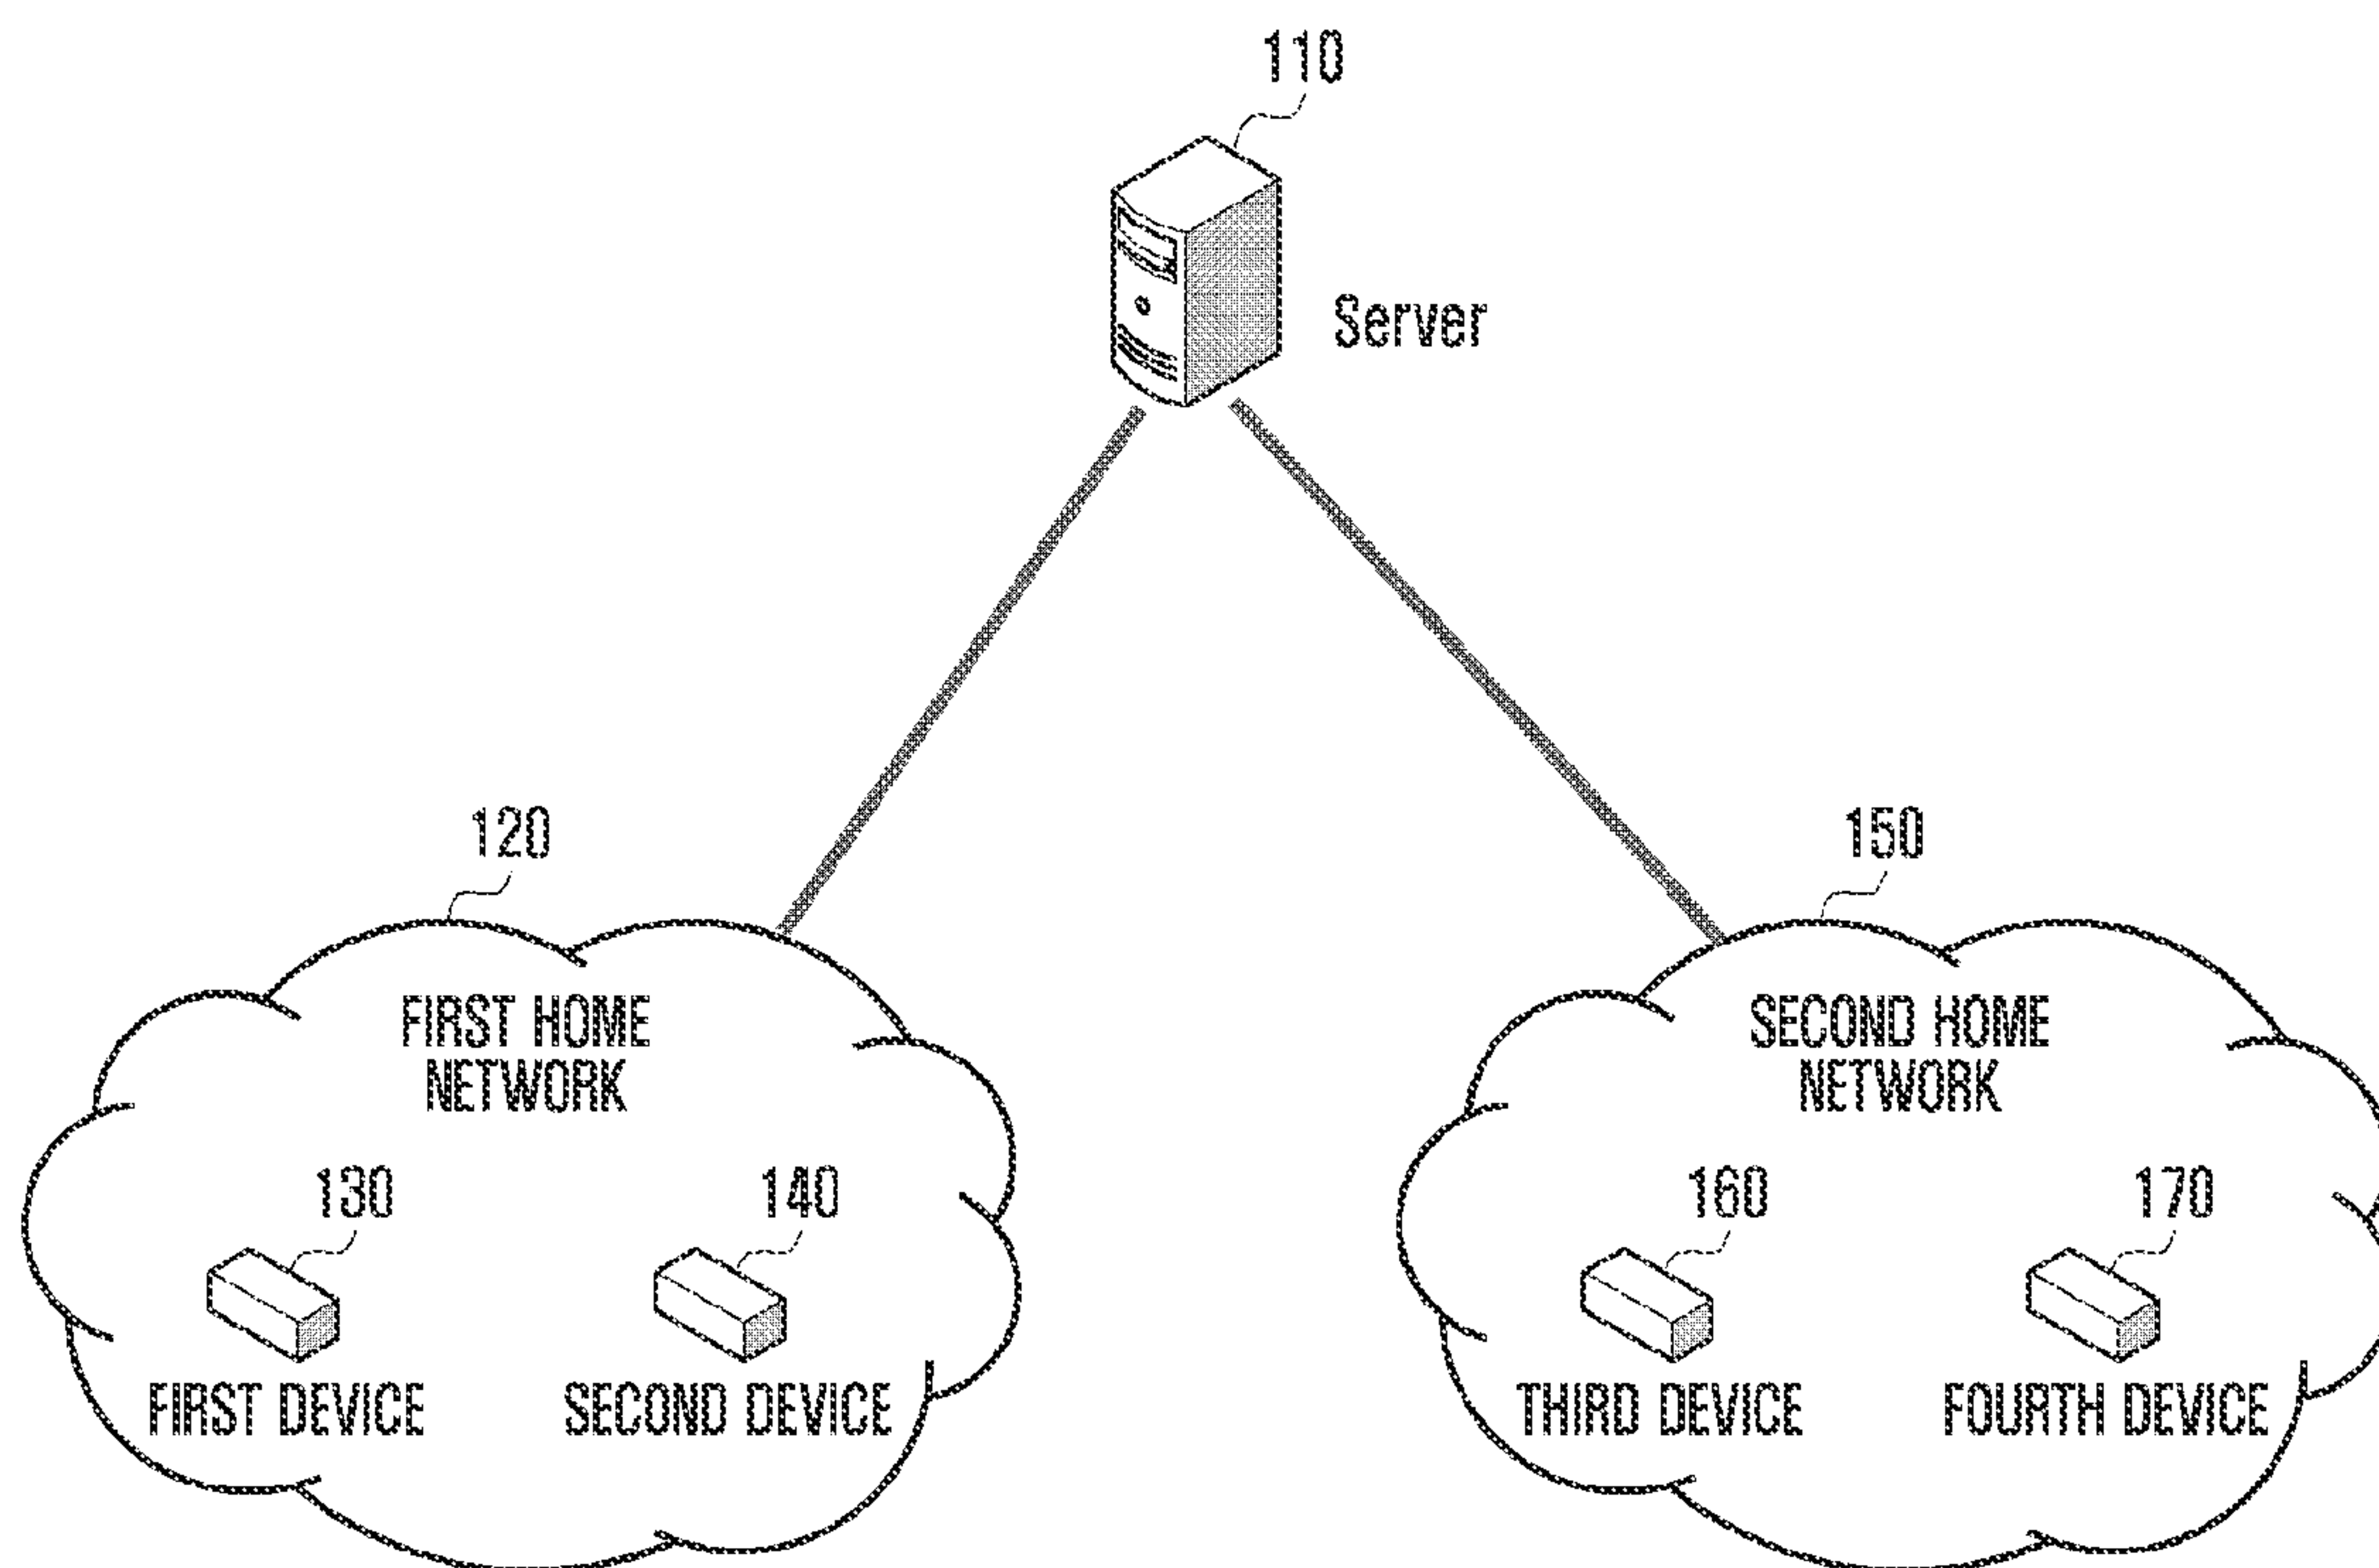 110
Server
120
150
FIRST HOME
NETWORK
SECOND HOME
NETWORK
130
140
160
170
FIRST DEVICE
SECOND DEVICE
THIRD DEVICE
FOURTH DEVICE